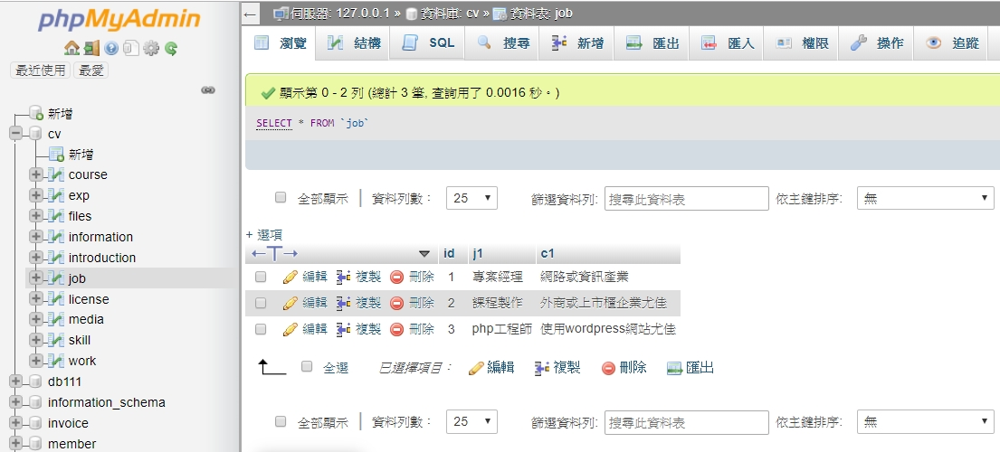 phpMyAdmin
最近使用 最愛
新增
cv
新增
course
exp
files
information
introduction
job
license
media
skill
work
db111
information_schema
invoice
member
伺服器: 127.0.0.1 » 資料庫: cv » 資料表: job
瀏覽 結構 SQL 搜尋 新增 匯出 匯入 權限 操作 追蹤
顯示第 0 - 2 列 (總計 3 筆, 查詢用了 0.0016 秒。)
SELECT * FROM `job`
全部顯示 | 資料列數： 25 篩選資料列: 搜尋此資料表 依主鍵排序: 無
+ 選項
←T→ id j1 c1
編輯 複製 刪除 1 專案經理 網路或資訊產業
編輯 複製 刪除 2 課程製作 外商或上市櫃企業尤佳
編輯 複製 刪除 3 php工程師 使用wordpress網站尤佳
全選 已選擇項目： 編輯 複製 刪除 匯出
全部顯示 | 資料列數： 25 篩選資料列: 搜尋此資料表 依主鍵排序: 無